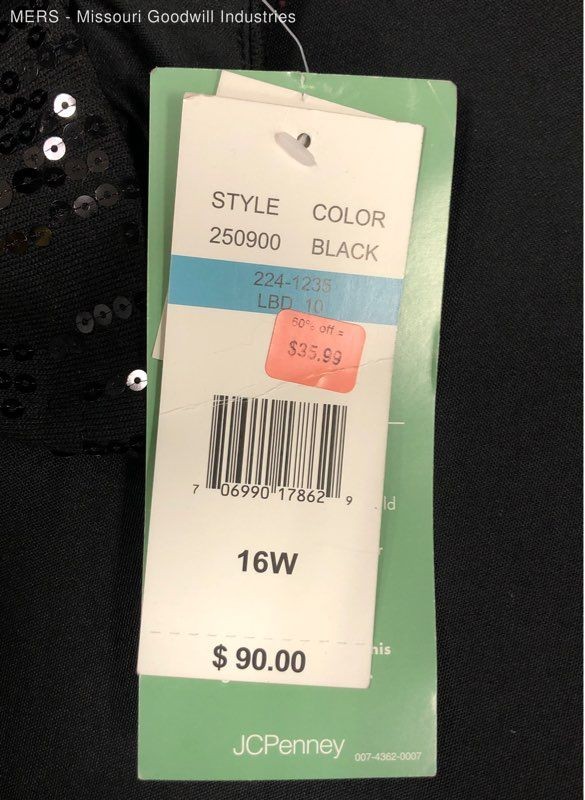 MERS - Missouri Goodwill Industries
STYLE COLOR
250900 BLACK
224-1235
LBD 10
60% off =
$35.99
7 06990 17862 9
16W
$ 90.00
JCPenney
007-4362-0007